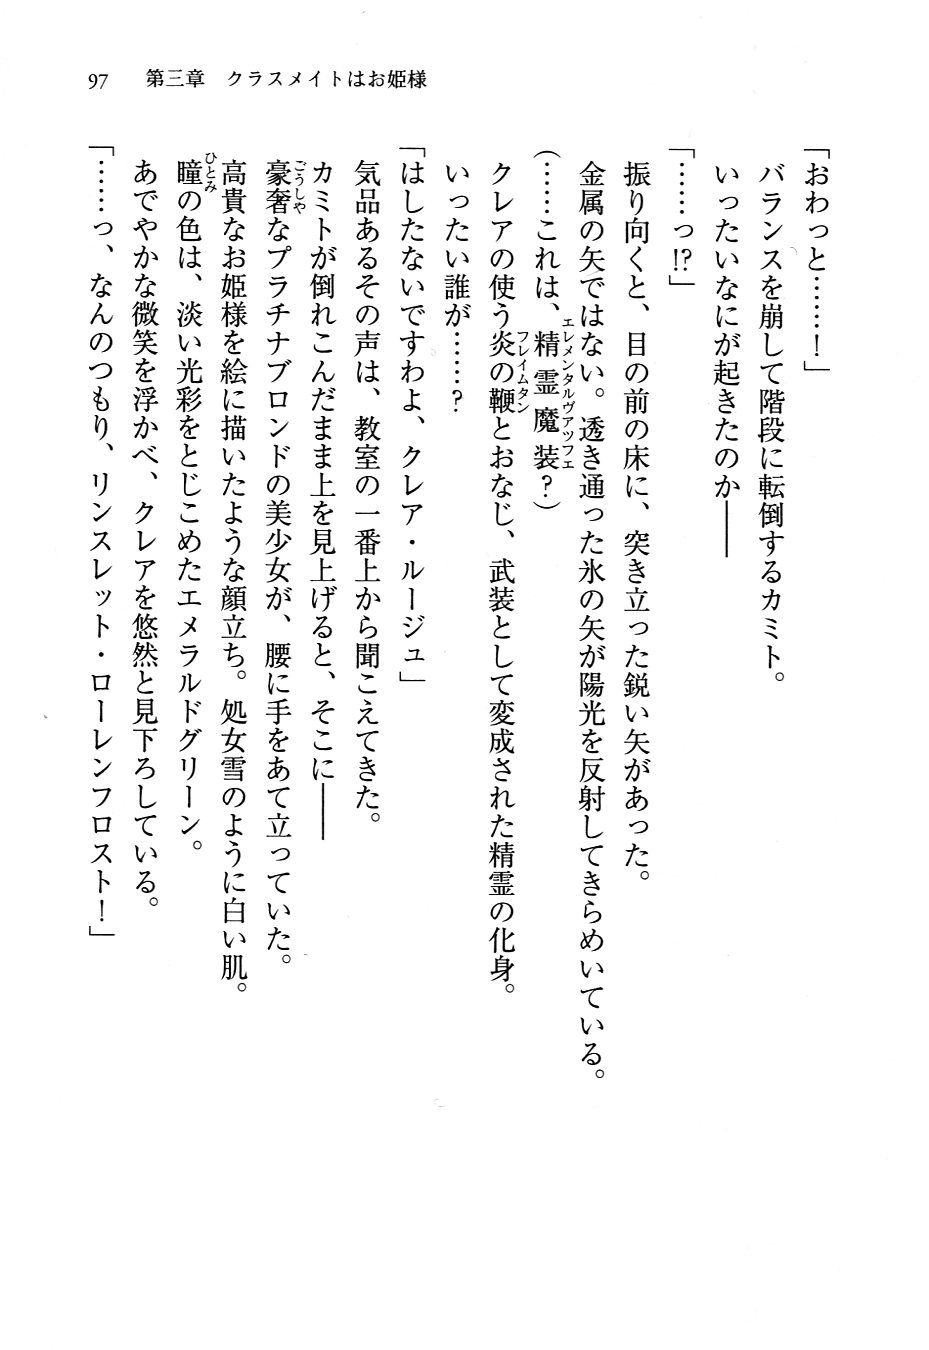 97　第三章　クラスメイトはお姫様
「おわっと……！」
バランスを崩して階段に転倒するカミト。
いったいなにが起きたのか――
「……っ!?」
振り向くと、目の前の床に、突き立った鋭い矢があった。
金属の矢ではない。透き通った氷の矢が陽光を反射してきらめいている。
（……これは、精霊魔装？）
エレメンタルヴァッフェ
クレアの使う炎の鞭とおなじ、武装として変成された精霊の化身。
フレイムタン
いったい誰が……？
「はしたないですわよ、クレア・ルージュ」
気品あるその声は、教室の一番上から聞こえてきた。
カミトが倒れこんだまま上を見上げると、そこに――
豪奢なプラチナブロンドの美少女が、腰に手をあて立っていた。
ごうしゃ
高貴なお姫様を絵に描いたような顔立ち。処女雪のように白い肌。
瞳の色は、淡い光彩をとじこめたエメラルドグリーン。
ひとみ
あでやかな微笑を浮かべ、クレアを悠然と見下ろしている。
「……っ、なんのつもり、リンスレット・ローレンフロスト！」